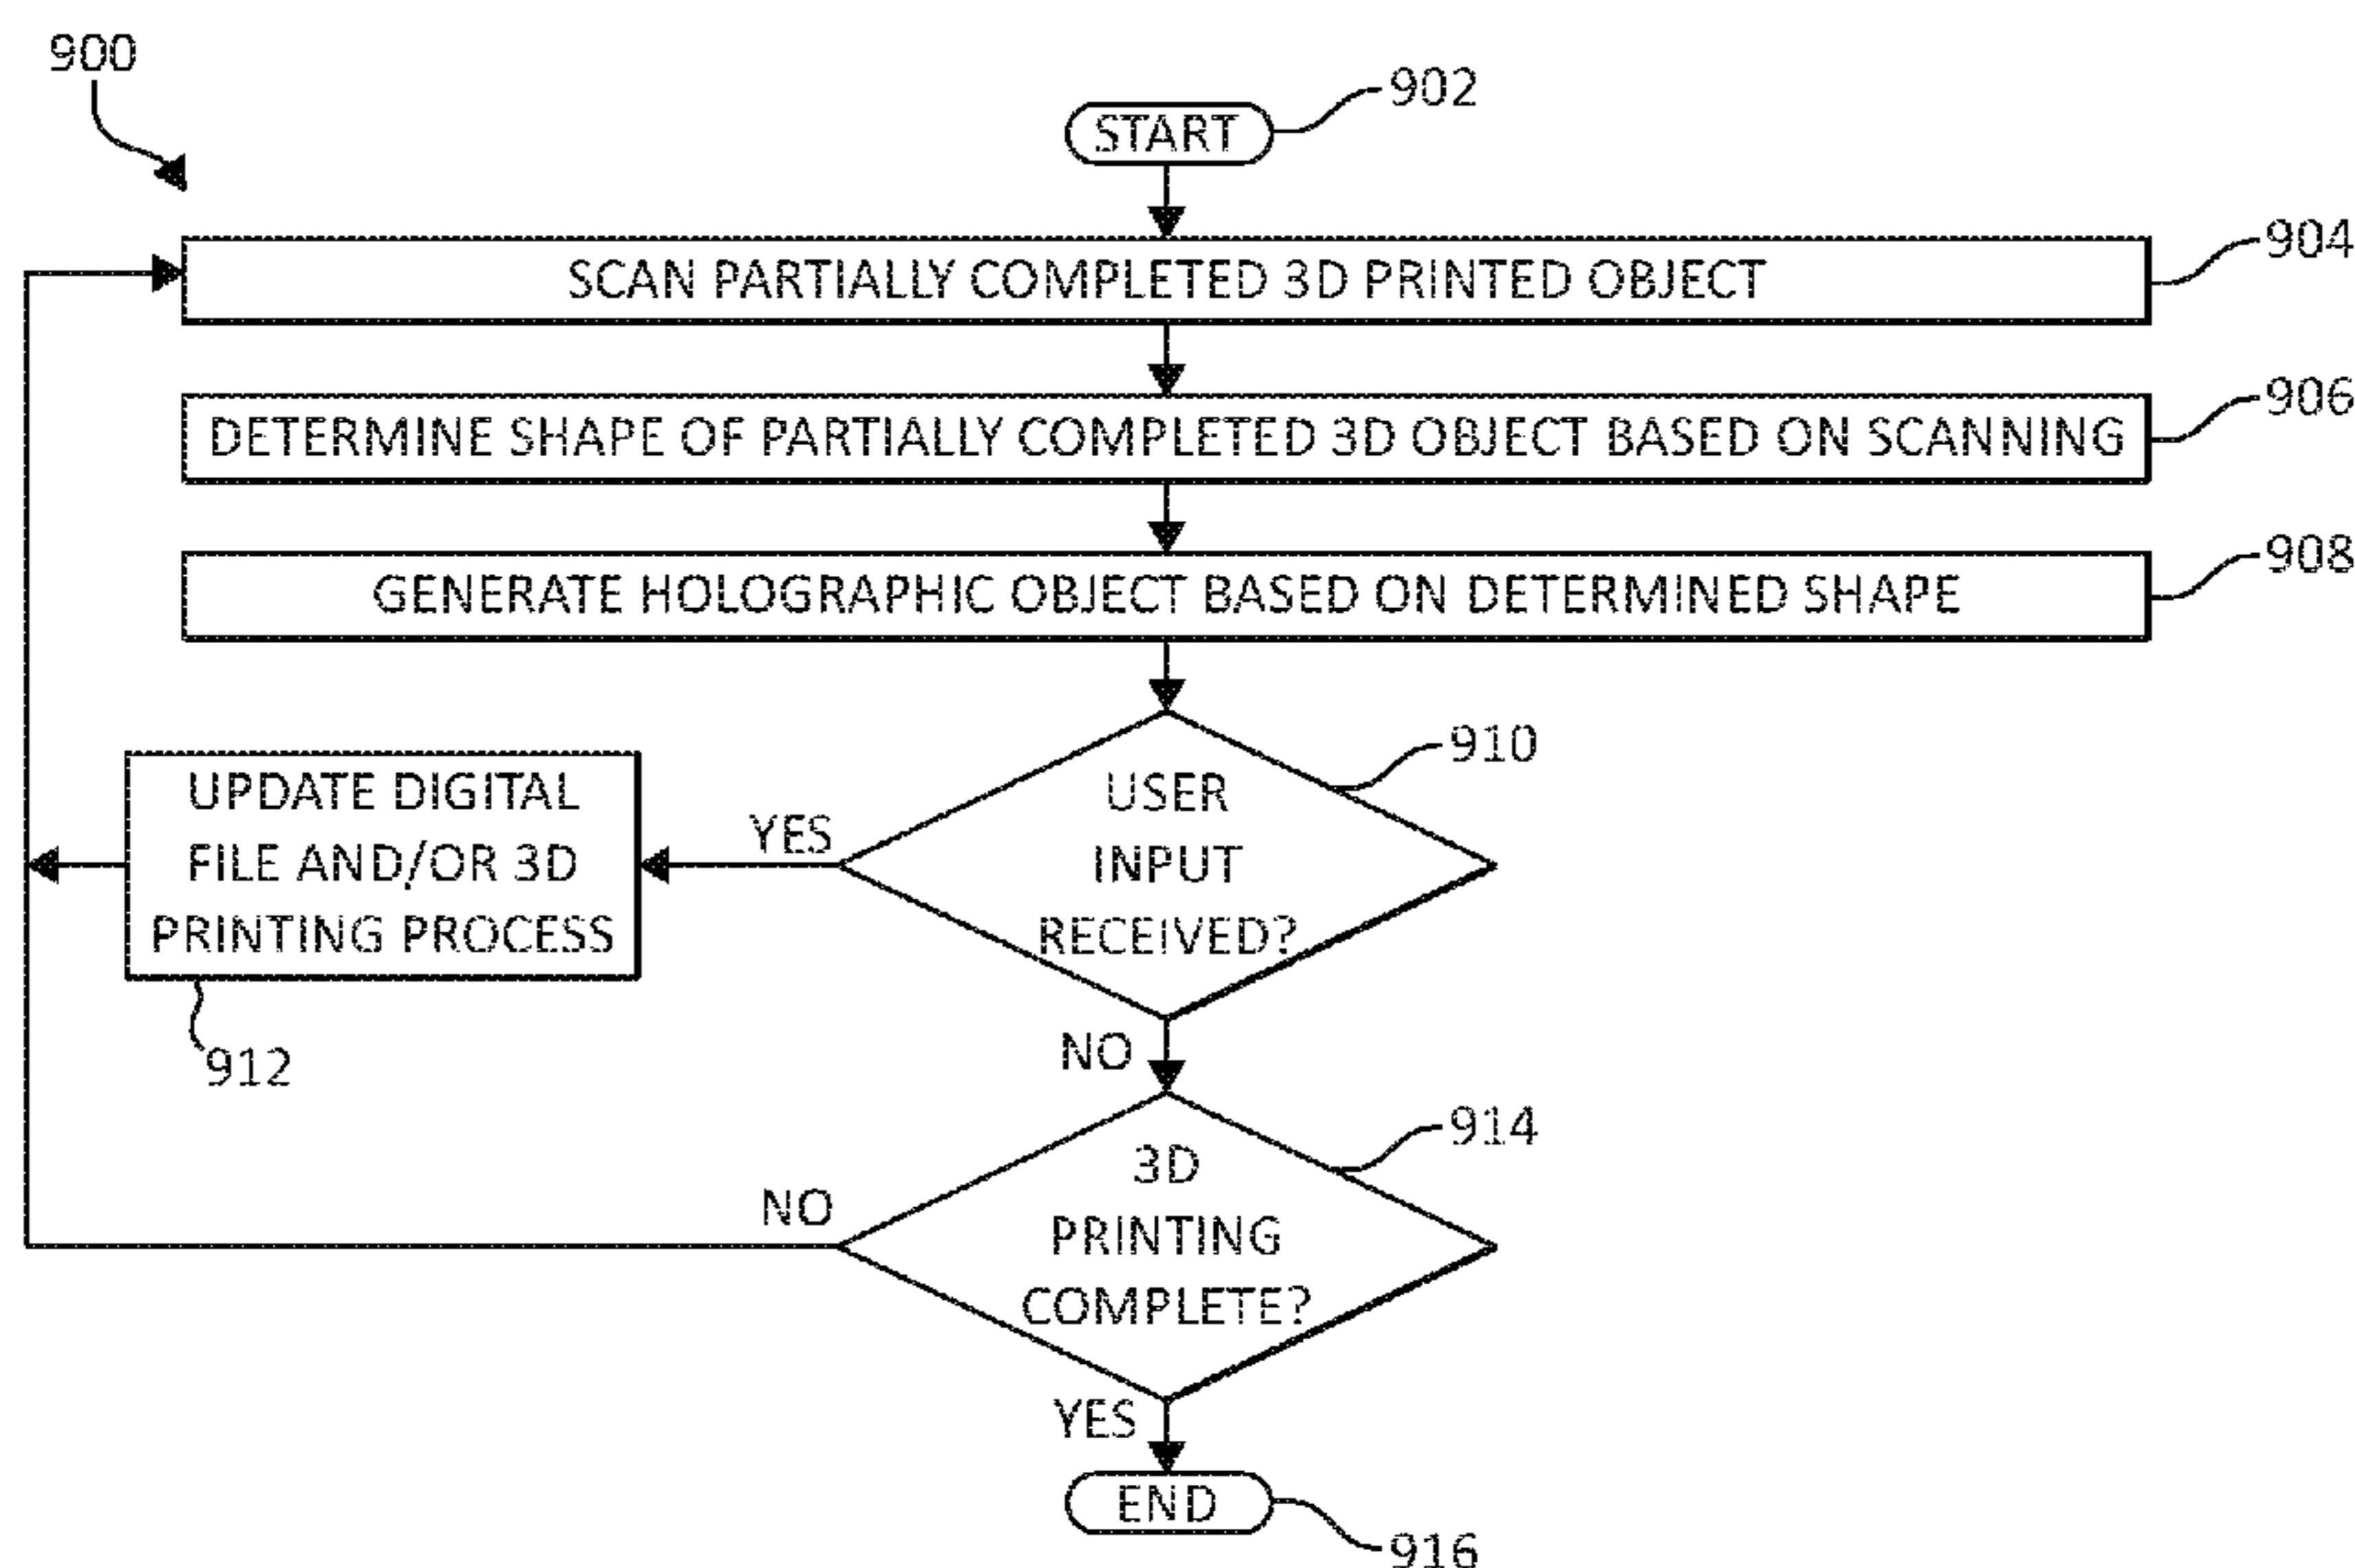 900
START
902
SCAN PARTIALLY COMPLETED 3D PRINTED OBJECT
904
DETERMINE SHAPE OF PARTIALLY COMPLETED 3D OBJECT BASED ON SCANNING
906
GENERATE HOLOGRAPHIC OBJECT BASED ON DETERMINED SHAPE
908
USER
INPUT
RECEIVED?
910
YES
UPDATE DIGITAL
FILE AND/OR 3D
PRINTING PROCESS
912
NO
3D
PRINTING
COMPLETE?
914
NO
YES
END
916